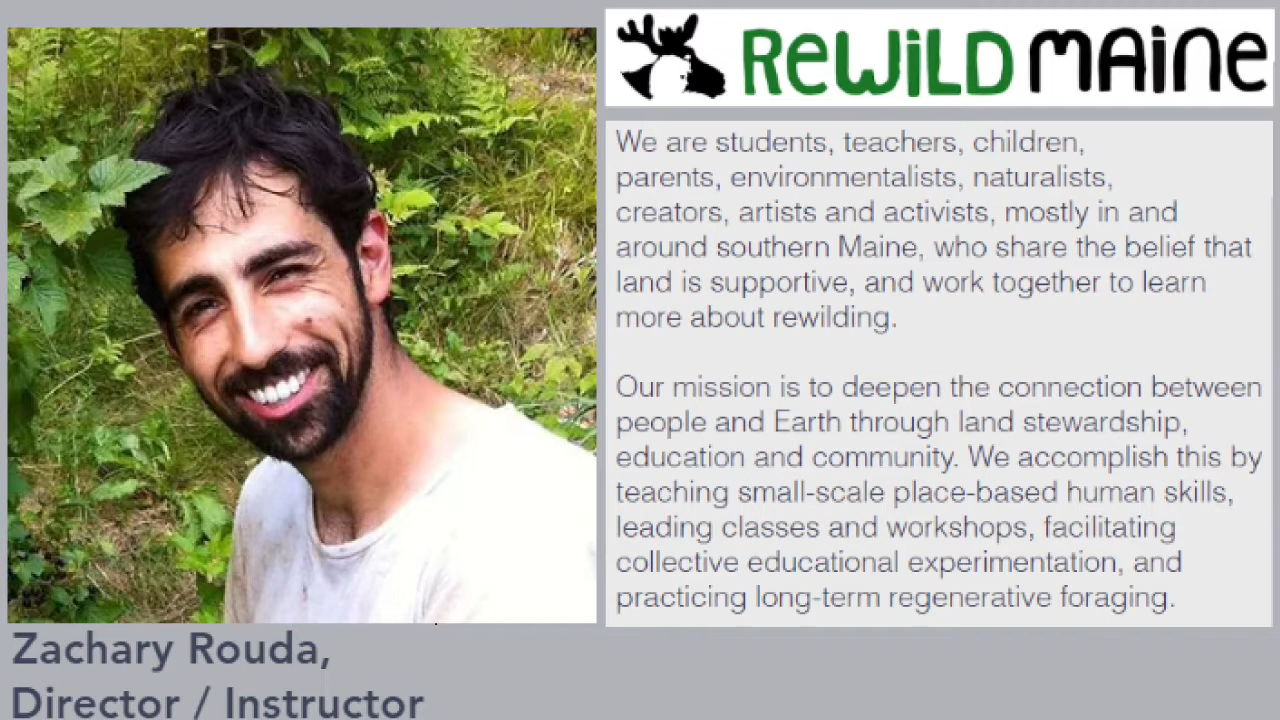 ReWiLD MAine
We are students, teachers, children,
parents, environmentalists, naturalists,
creators, artists and activists, mostly in and
around southern Maine, who share the belief that
land is supportive, and work together to learn
more about rewilding.
Our mission is to deepen the connection between
people and Earth through land stewardship,
education and community. We accomplish this by
teaching small-scale place-based human skills,
leading classes and workshops, facilitating
collective educational experimentation, and
practicing long-term regenerative foraging.
Zachary Rouda,
Director / Instructor